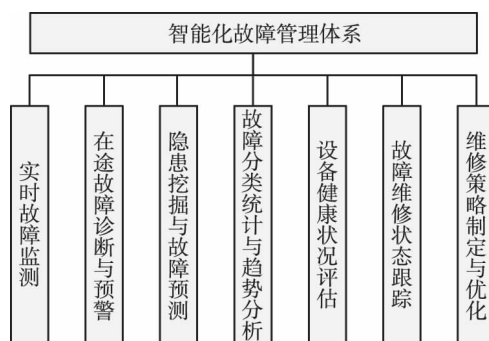 智能化故障管理体系
实时故障监测
在途故障诊断与预警
隐患挖掘与故障预测
故障分类统计与趋势分析
设备健康状况评估
故障维修状态跟踪
维修策略制定与优化